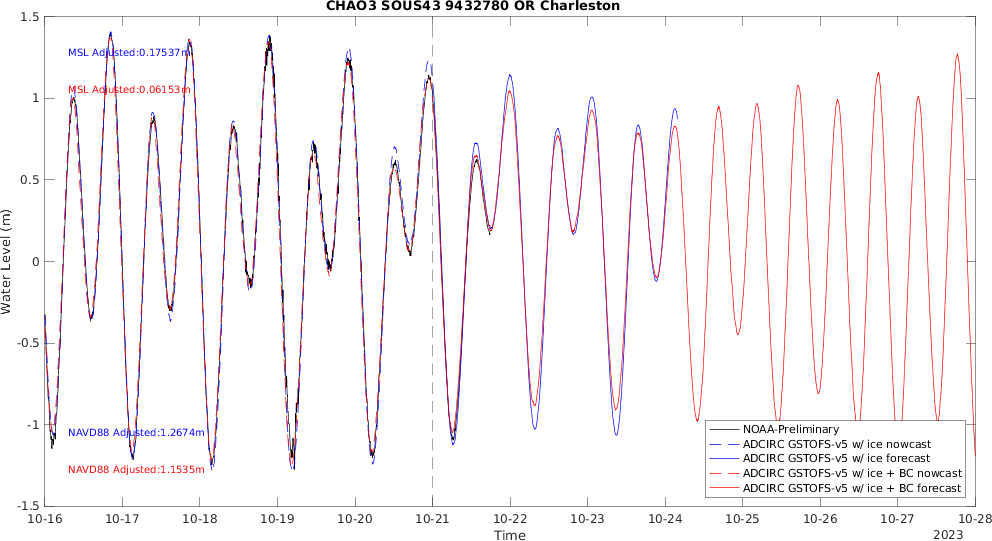 CHAO3 SOUS43 9432780 OR Charleston
1.5
1
0.5
0
-0.5
-1
-1.5
Water Level (m)
MSL Adjusted:0.17537m
MSL Adjusted:0.06153m
NAVD88 Adjusted:1.2674m
NAVD88 Adjusted:1.1535m
NOAA-Preliminary
ADCIRC GSTOFS-v5 w/ ice nowcast
ADCIRC GSTOFS-v5 w/ ice forecast
ADCIRC GSTOFS-v5 w/ ice + BC nowcast
ADCIRC GSTOFS-v5 w/ ice + BC forecast
10-16 10-17 10-18 10-19 10-20 10-21 10-22 10-23 10-24 10-25 10-26 10-27 10-28
Time
2023